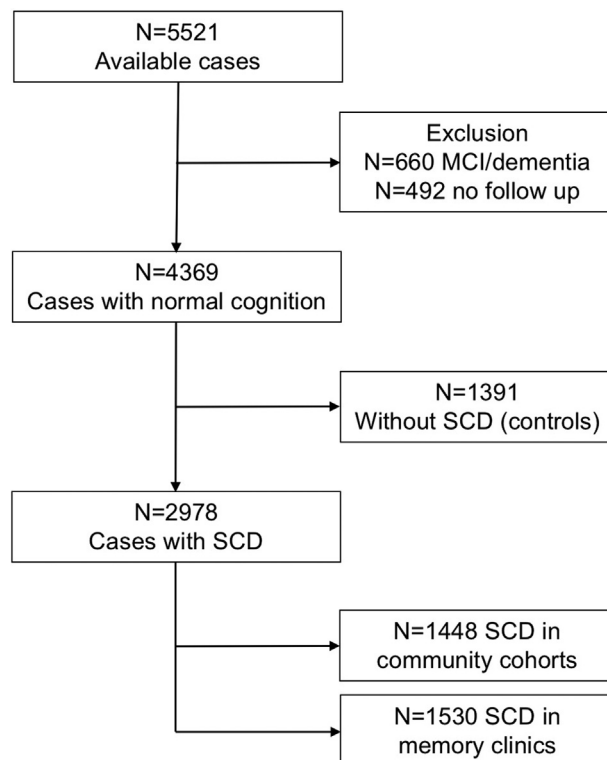 N=5521
Available cases
Exclusion
N=660 MCI/dementia
N=492 no follow up
N=4369
Cases with normal cognition
N=1391
Without SCD (controls)
N=2978
Cases with SCD
N=1448 SCD in
community cohorts
N=1530 SCD in
memory clinics